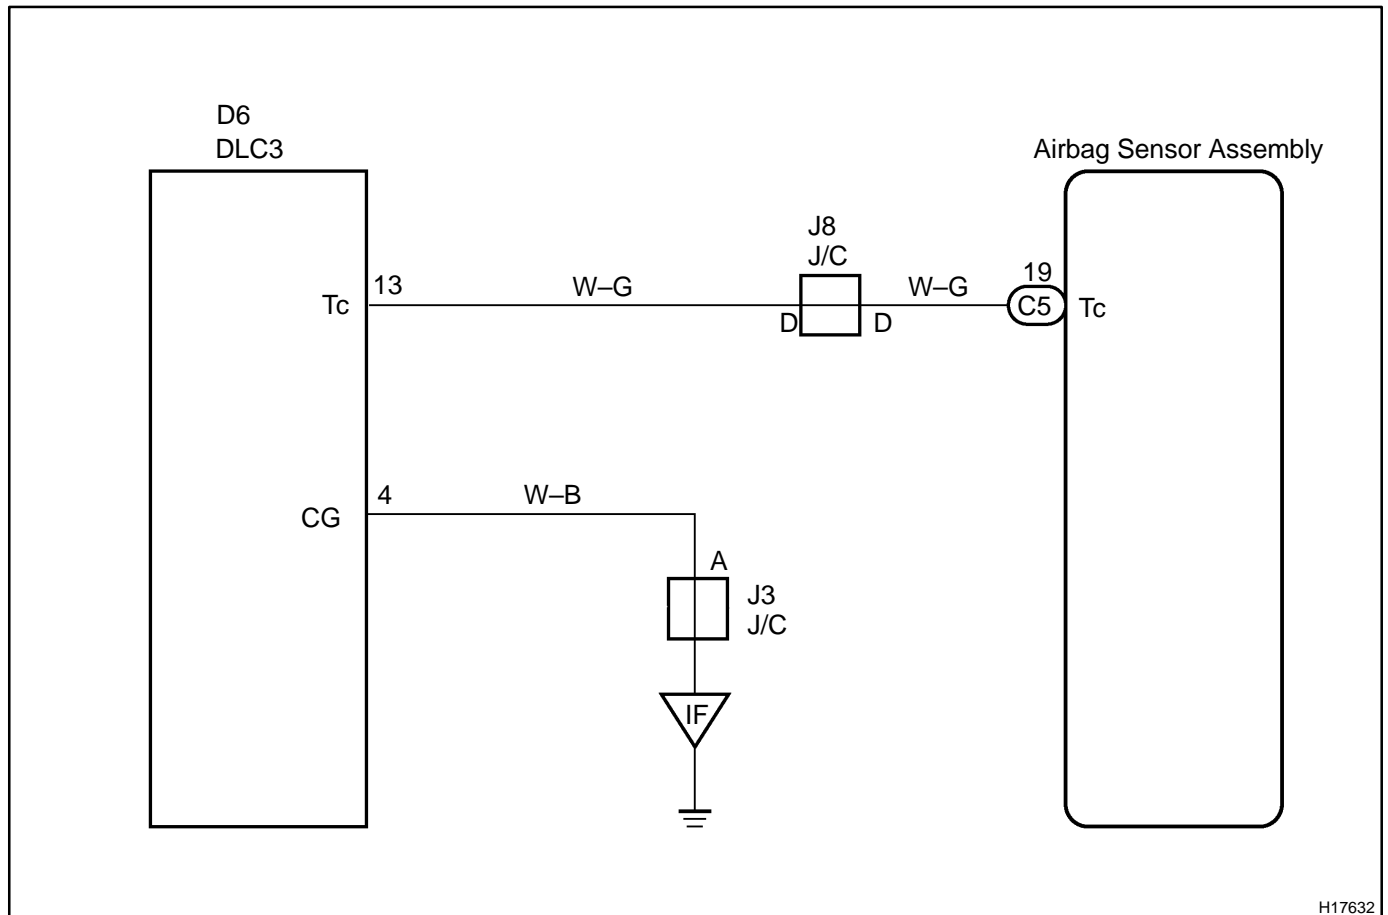 D6
DLC3
Airbag Sensor Assembly
J8
J/C
13
W–G
W–G
19
Tc
D
D
C5
Tc
4
W–B
CG
A
J3
J/C
IF
H17632